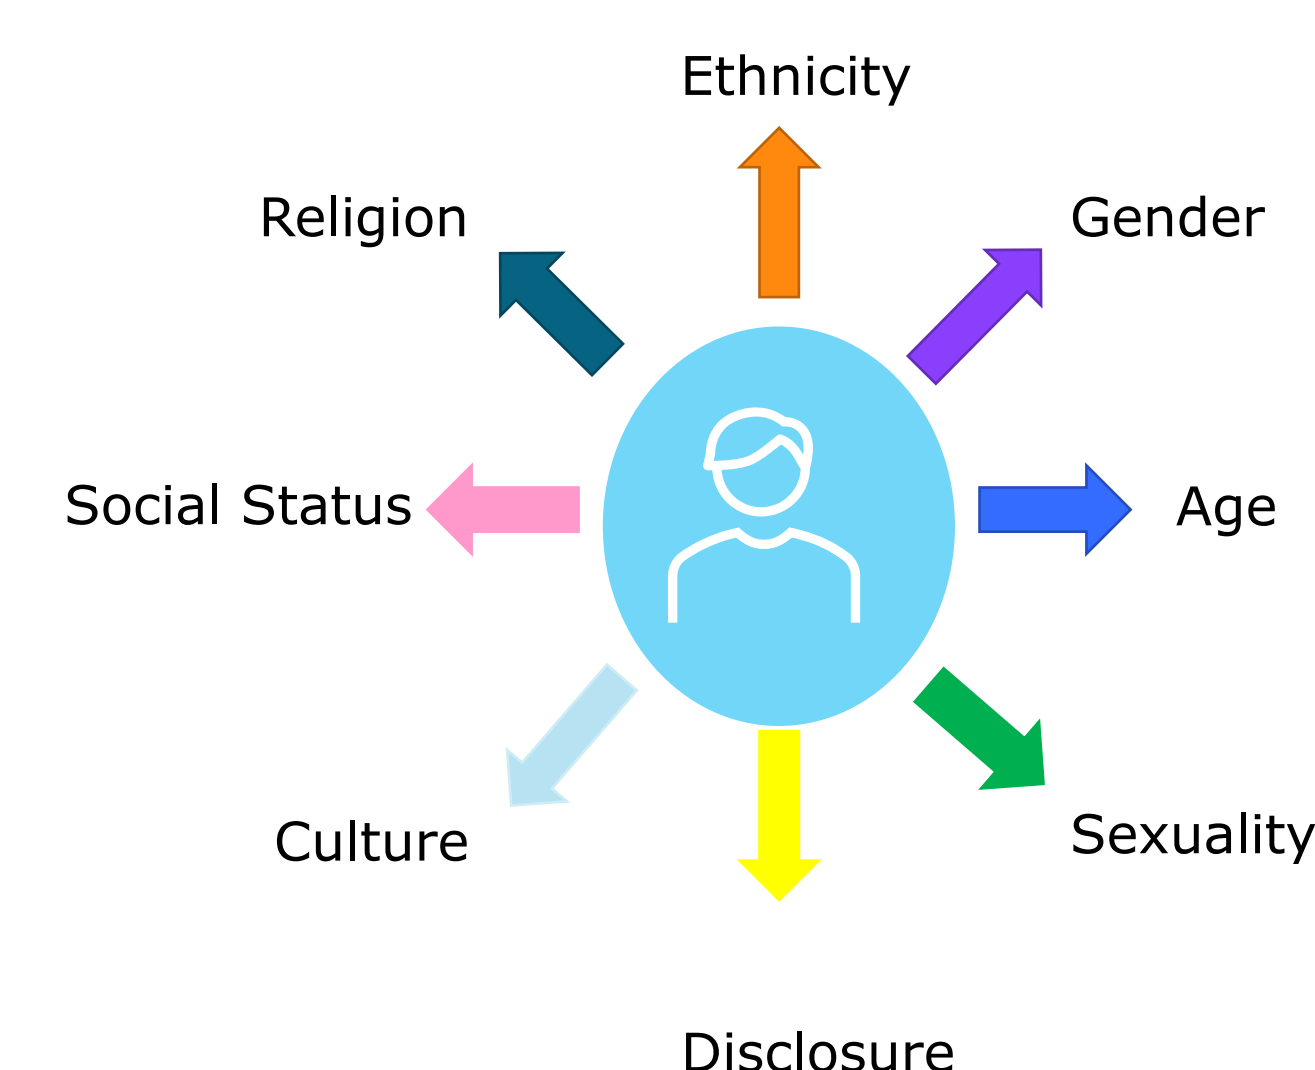 Ethnicity
Religion
Gender
Social Status
Age
Culture
Sexuality
Disclosure